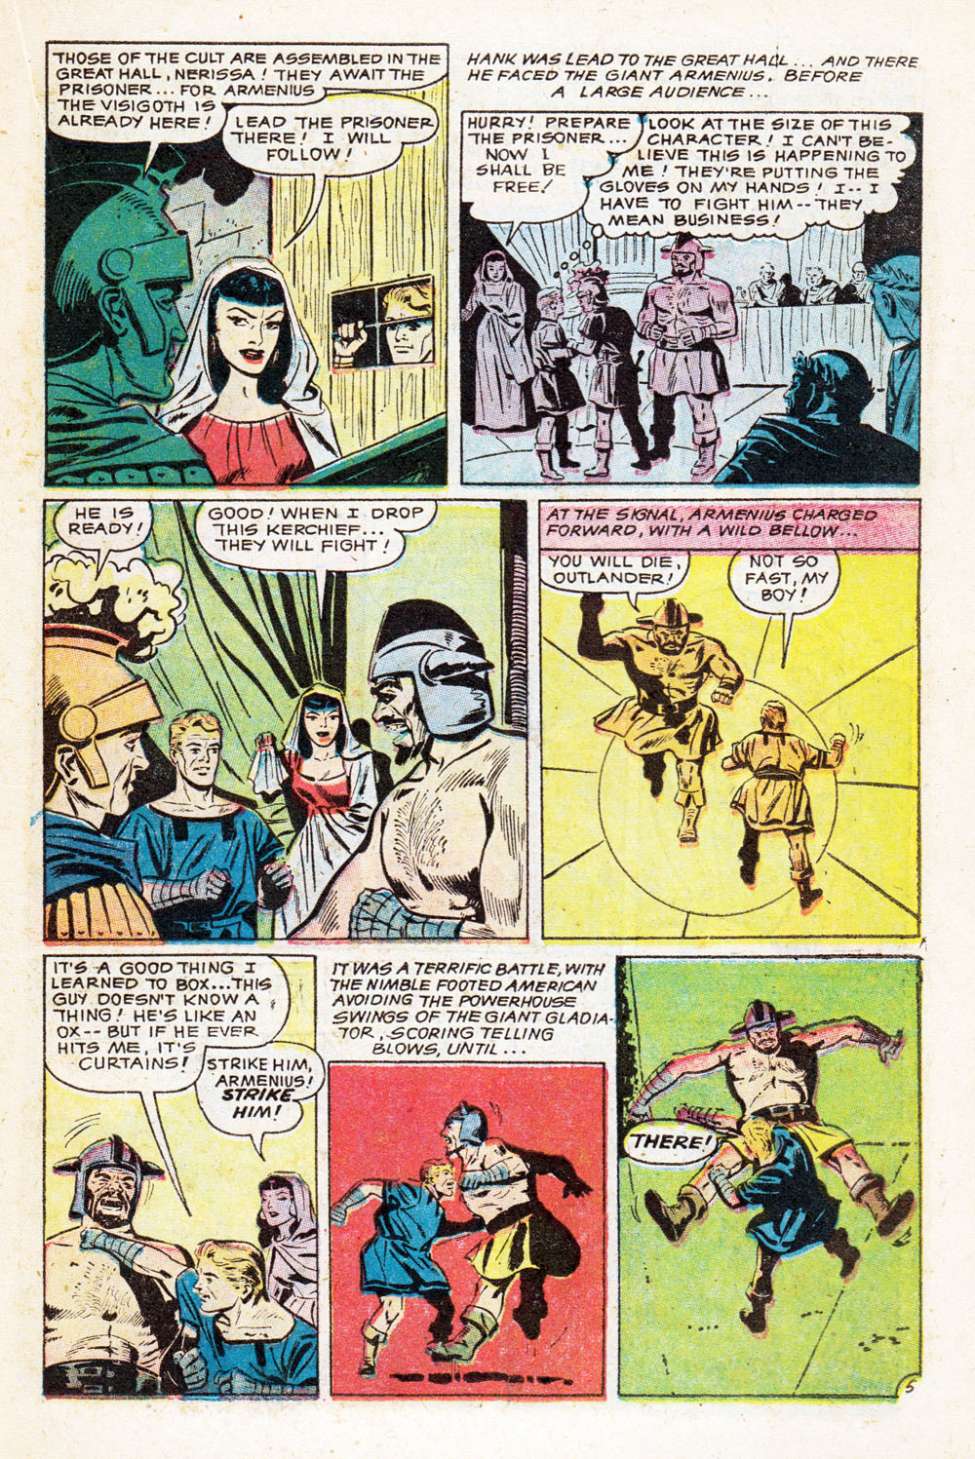 THOSE OF THE CULT ARE ASSEMBLED IN THE
GREAT HALL, NERISSA! THEY AWAIT THE
PRISONER... FOR ARMENIUS
THE VISIGOTH IS
ALREADY HERE!
LEAD THE PRISONER
THERE! I WILL
FOLLOW!
HANK WAS LEAD TO THE GREAT HALL... AND THERE
HE FACED THE GIANT ARMENIUS. BEFORE
A LARGE AUDIENCE...
HURRY! PREPARE
THE PRISONER...
NOW I
SHALL BE
FREE!
LOOK AT THE SIZE OF THIS
CHARACTER! I CAN'T BE-
LIEVE THIS IS HAPPENING TO
ME! THEY'RE PUTTING THE
GLOVES ON MY HANDS! I-- I
HAVE TO FIGHT HIM-- THEY
MEAN BUSINESS!
HE IS
READY!
GOOD! WHEN I DROP
THIS KERCHIEF...
THEY WILL FIGHT!
AT THE SIGNAL, ARMENIUS CHARGED
FORWARD, WITH A WILD BELLOW...
YOU WILL DIE,
OUTLANDER!
NOT SO
FAST, MY
BOY!
IT'S A GOOD THING I
LEARNED TO BOX...THIS
GUY DOESN'T KNOW A
THING! HE'S LIKE AN
OX-- BUT IF HE EVER
HITS ME, IT'S
CURTAINS!
STRIKE HIM,
ARMENIUS!
STRIKE
HIM!
IT WAS A TERRIFIC BATTLE, WITH
THE NIMBLE FOOTED AMERICAN
AVOIDING THE POWERHOUSE
SWINGS OF THE GIANT GLADIA-
TOR, SCORING TELLING
BLOWS, UNTIL...
THERE!
5